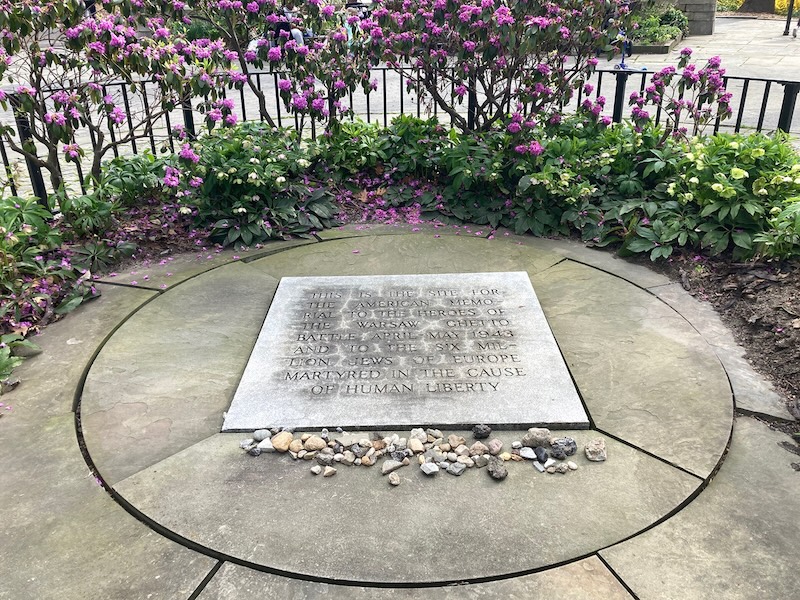 THIS IS THE SITE FOR
THE AMERICAN MEMO-
RIAL TO THE HEROES OF
THE WARSAW GHETTO
BATTLE APRIL-MAY 1943
AND TO THE SIX MIL-
LION JEWS OF EUROPE
MARTYRED IN THE CAUSE
OF HUMAN LIBERTY